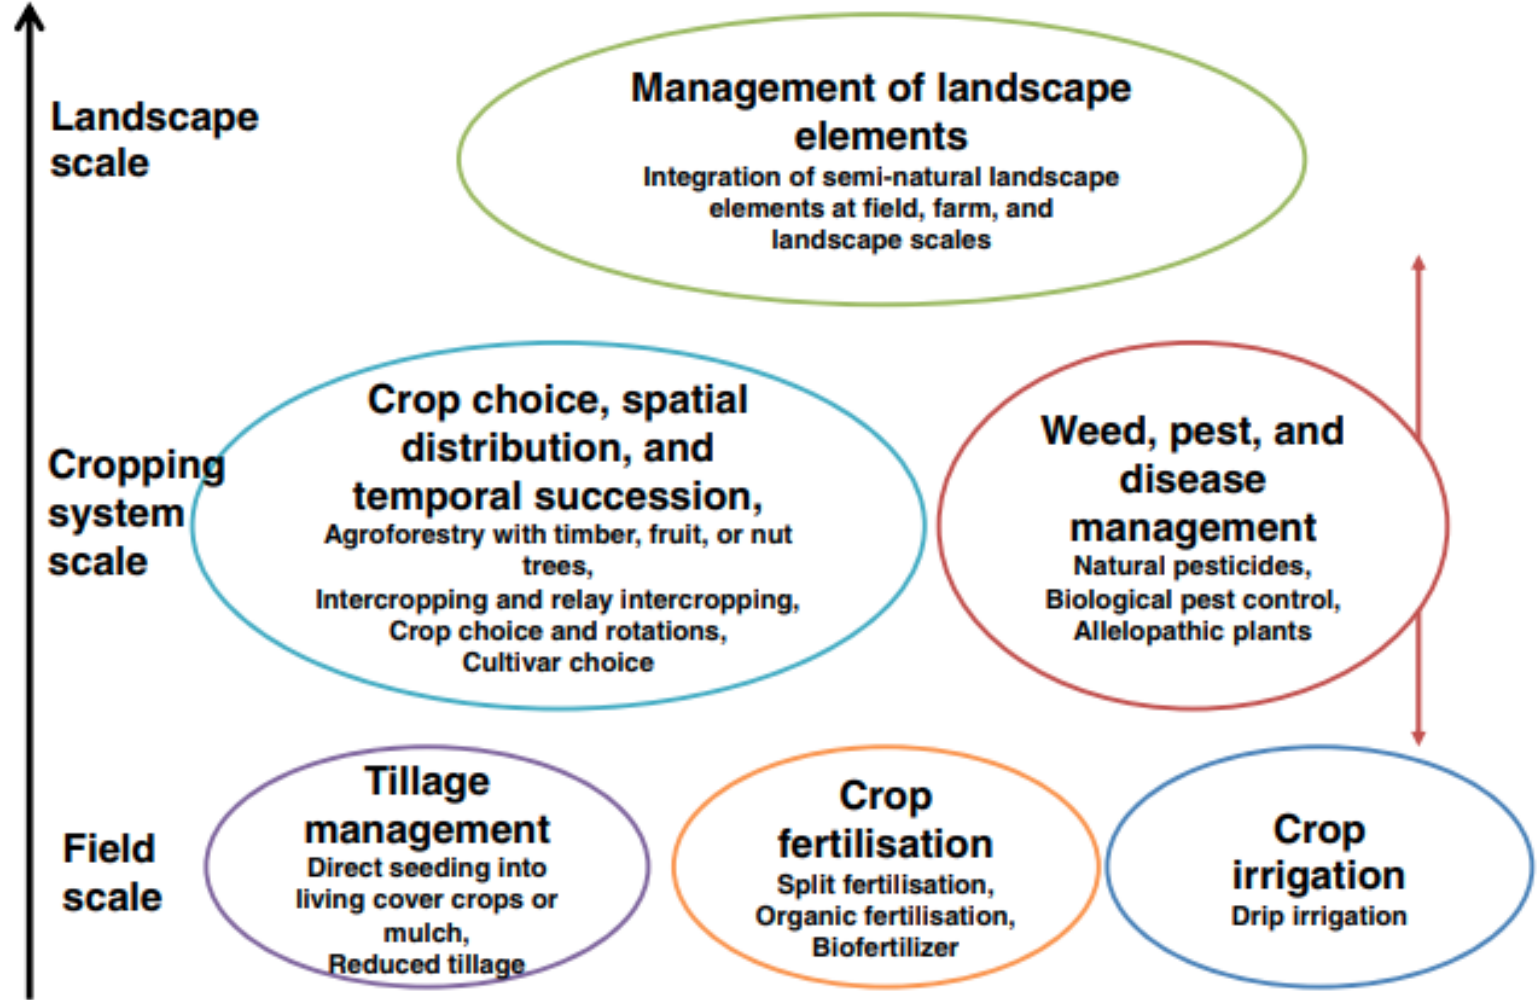 Landscape
scale
Management of landscape
elements
Integration of semi-natural landscape
elements at field, farm, and
landscape scales
Cropping
system
scale
Crop choice, spatial
distribution, and
temporal succession,
Agroforestry with timber, fruit, or nut
trees,
Intercropping and relay intercropping,
Crop choice and rotations,
Cultivar choice
Weed, pest, and
disease
management
Natural pesticides,
Biological pest control,
Allelopathic plants
Field
scale
Tillage
management
Direct seeding into
living cover crops or
mulch,
Reduced tillage
Crop
fertilisation
Split fertilisation,
Organic fertilisation,
Biofertilizer
Crop
irrigation
Drip irrigation